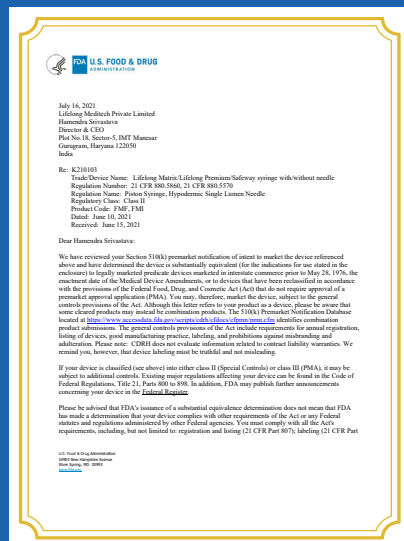 FDA U.S. FOOD & DRUG
ADMINISTRATION
July 16, 2021
Lifelong Meditech Private Limited
Hamendra Srivastava
Director & CEO
Plot No.18, Sector-5, IMT Manesar
Gurugram, Haryana 122050
India
Re: K210103
Trade/Device Name: Lifelong Matrix/Lifelong Premium/Safeway syringe with/without needle
Regulation Number: 21 CFR 880.5860, 21 CFR 880.5570
Regulation Name: Piston Syringe, Hypodermic Single Lumen Needle
Regulatory Class: Class II
Product Code: FMF, FMI
Dated: June 10, 2021
Received: June 15, 2021
Dear Hamendra Srivastava:
We have reviewed your Section 510(k) premarket notification of intent to market the device referenced
above and have determined the device is substantially equivalent (for the indications for use stated in the
enclosure) to legally marketed predicate devices marketed in interstate commerce prior to May 28, 1976, the
enactment date of the Medical Device Amendments, or to devices that have been reclassified in accordance
with the provisions of the Federal Food, Drug, and Cosmetic Act (Act) that do not require approval of a
premarket approval application (PMA). You may, therefore, market the device, subject to the general
controls provisions of the Act. Although this letter refers to your product as a device, please be aware that
some cleared products may instead be combination products. The 510(k) Premarket Notification Database
located at https://www.accessdata.fda.gov/scripts/cdrh/cfdocs/cfpmn/pmn.cfm identifies combination
product submissions. The general controls provisions of the Act include requirements for annual registration,
listing of devices, good manufacturing practice, labeling, and prohibitions against misbranding and
adulteration. Please note: CDRH does not evaluate information related to contract liability warranties. We
remind you, however, that device labeling must be truthful and not misleading.
If your device is classified (see above) into either class II (Special Controls) or class III (PMA), it may be
subject to additional controls. Existing major regulations affecting your device can be found in the Code of
Federal Regulations, Title 21, Parts 800 to 898. In addition, FDA may publish further announcements
concerning your device in the Federal Register.
Please be advised that FDA's issuance of a substantial equivalence determination does not mean that FDA
has made a determination that your device complies with other requirements of the Act or any Federal
statutes and regulations administered by other Federal agencies. You must comply with all the Act's
requirements, including, but not limited to: registration and listing (21 CFR Part 807); labeling (21 CFR Part
U.S. Food & Drug Administration
10903 New Hampshire Avenue
Silver Spring, MD 20993
www.fda.gov